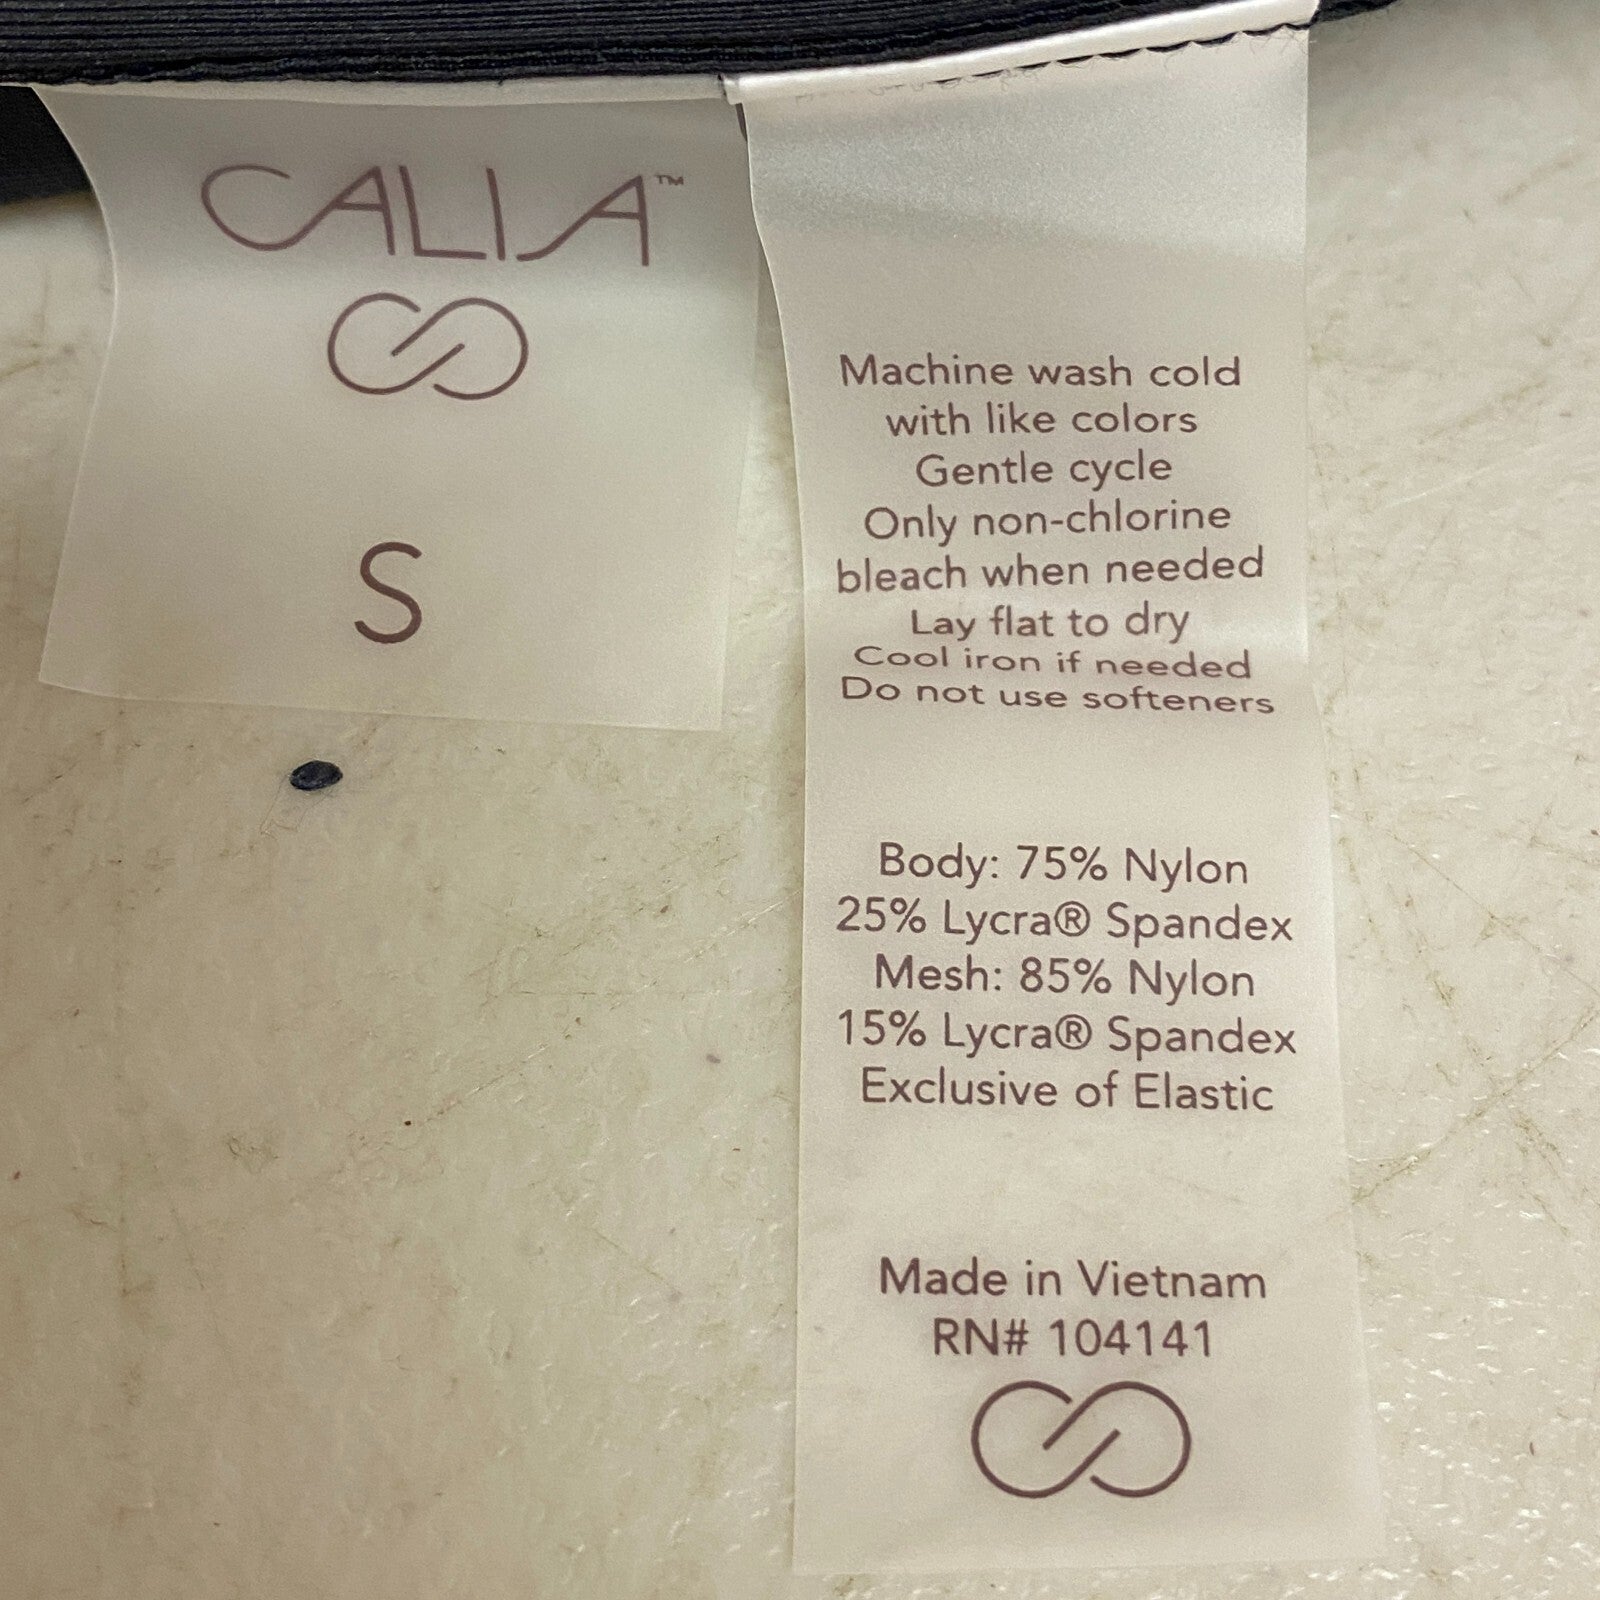 CALIA™
S
Machine wash cold
with like colors
Gentle cycle
Only non-chlorine
bleach when needed
Lay flat to dry
Cool iron if needed
Do not use softeners
Body: 75% Nylon
25% Lycra® Spandex
Mesh: 85% Nylon
15% Lycra® Spandex
Exclusive of Elastic
Made in Vietnam
RN# 104141